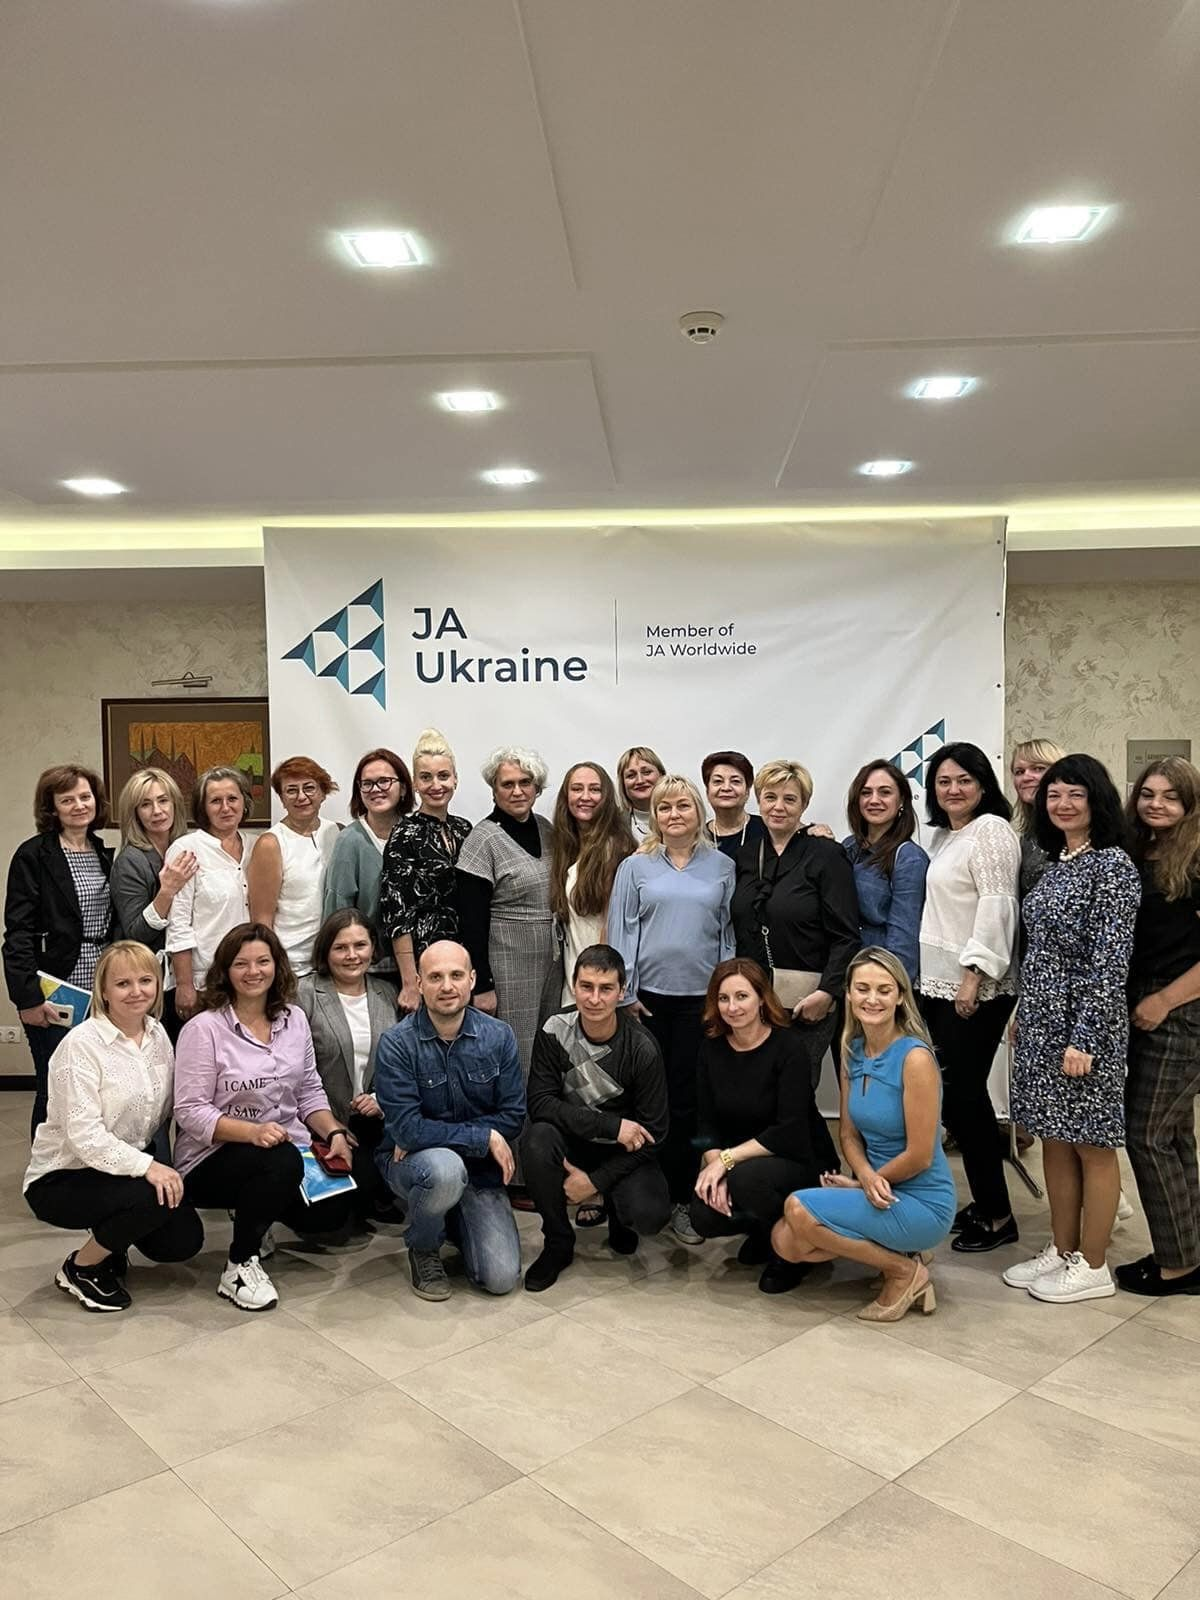 JA
Ukraine
Member of
JA Worldwide
I CAME
I SAW